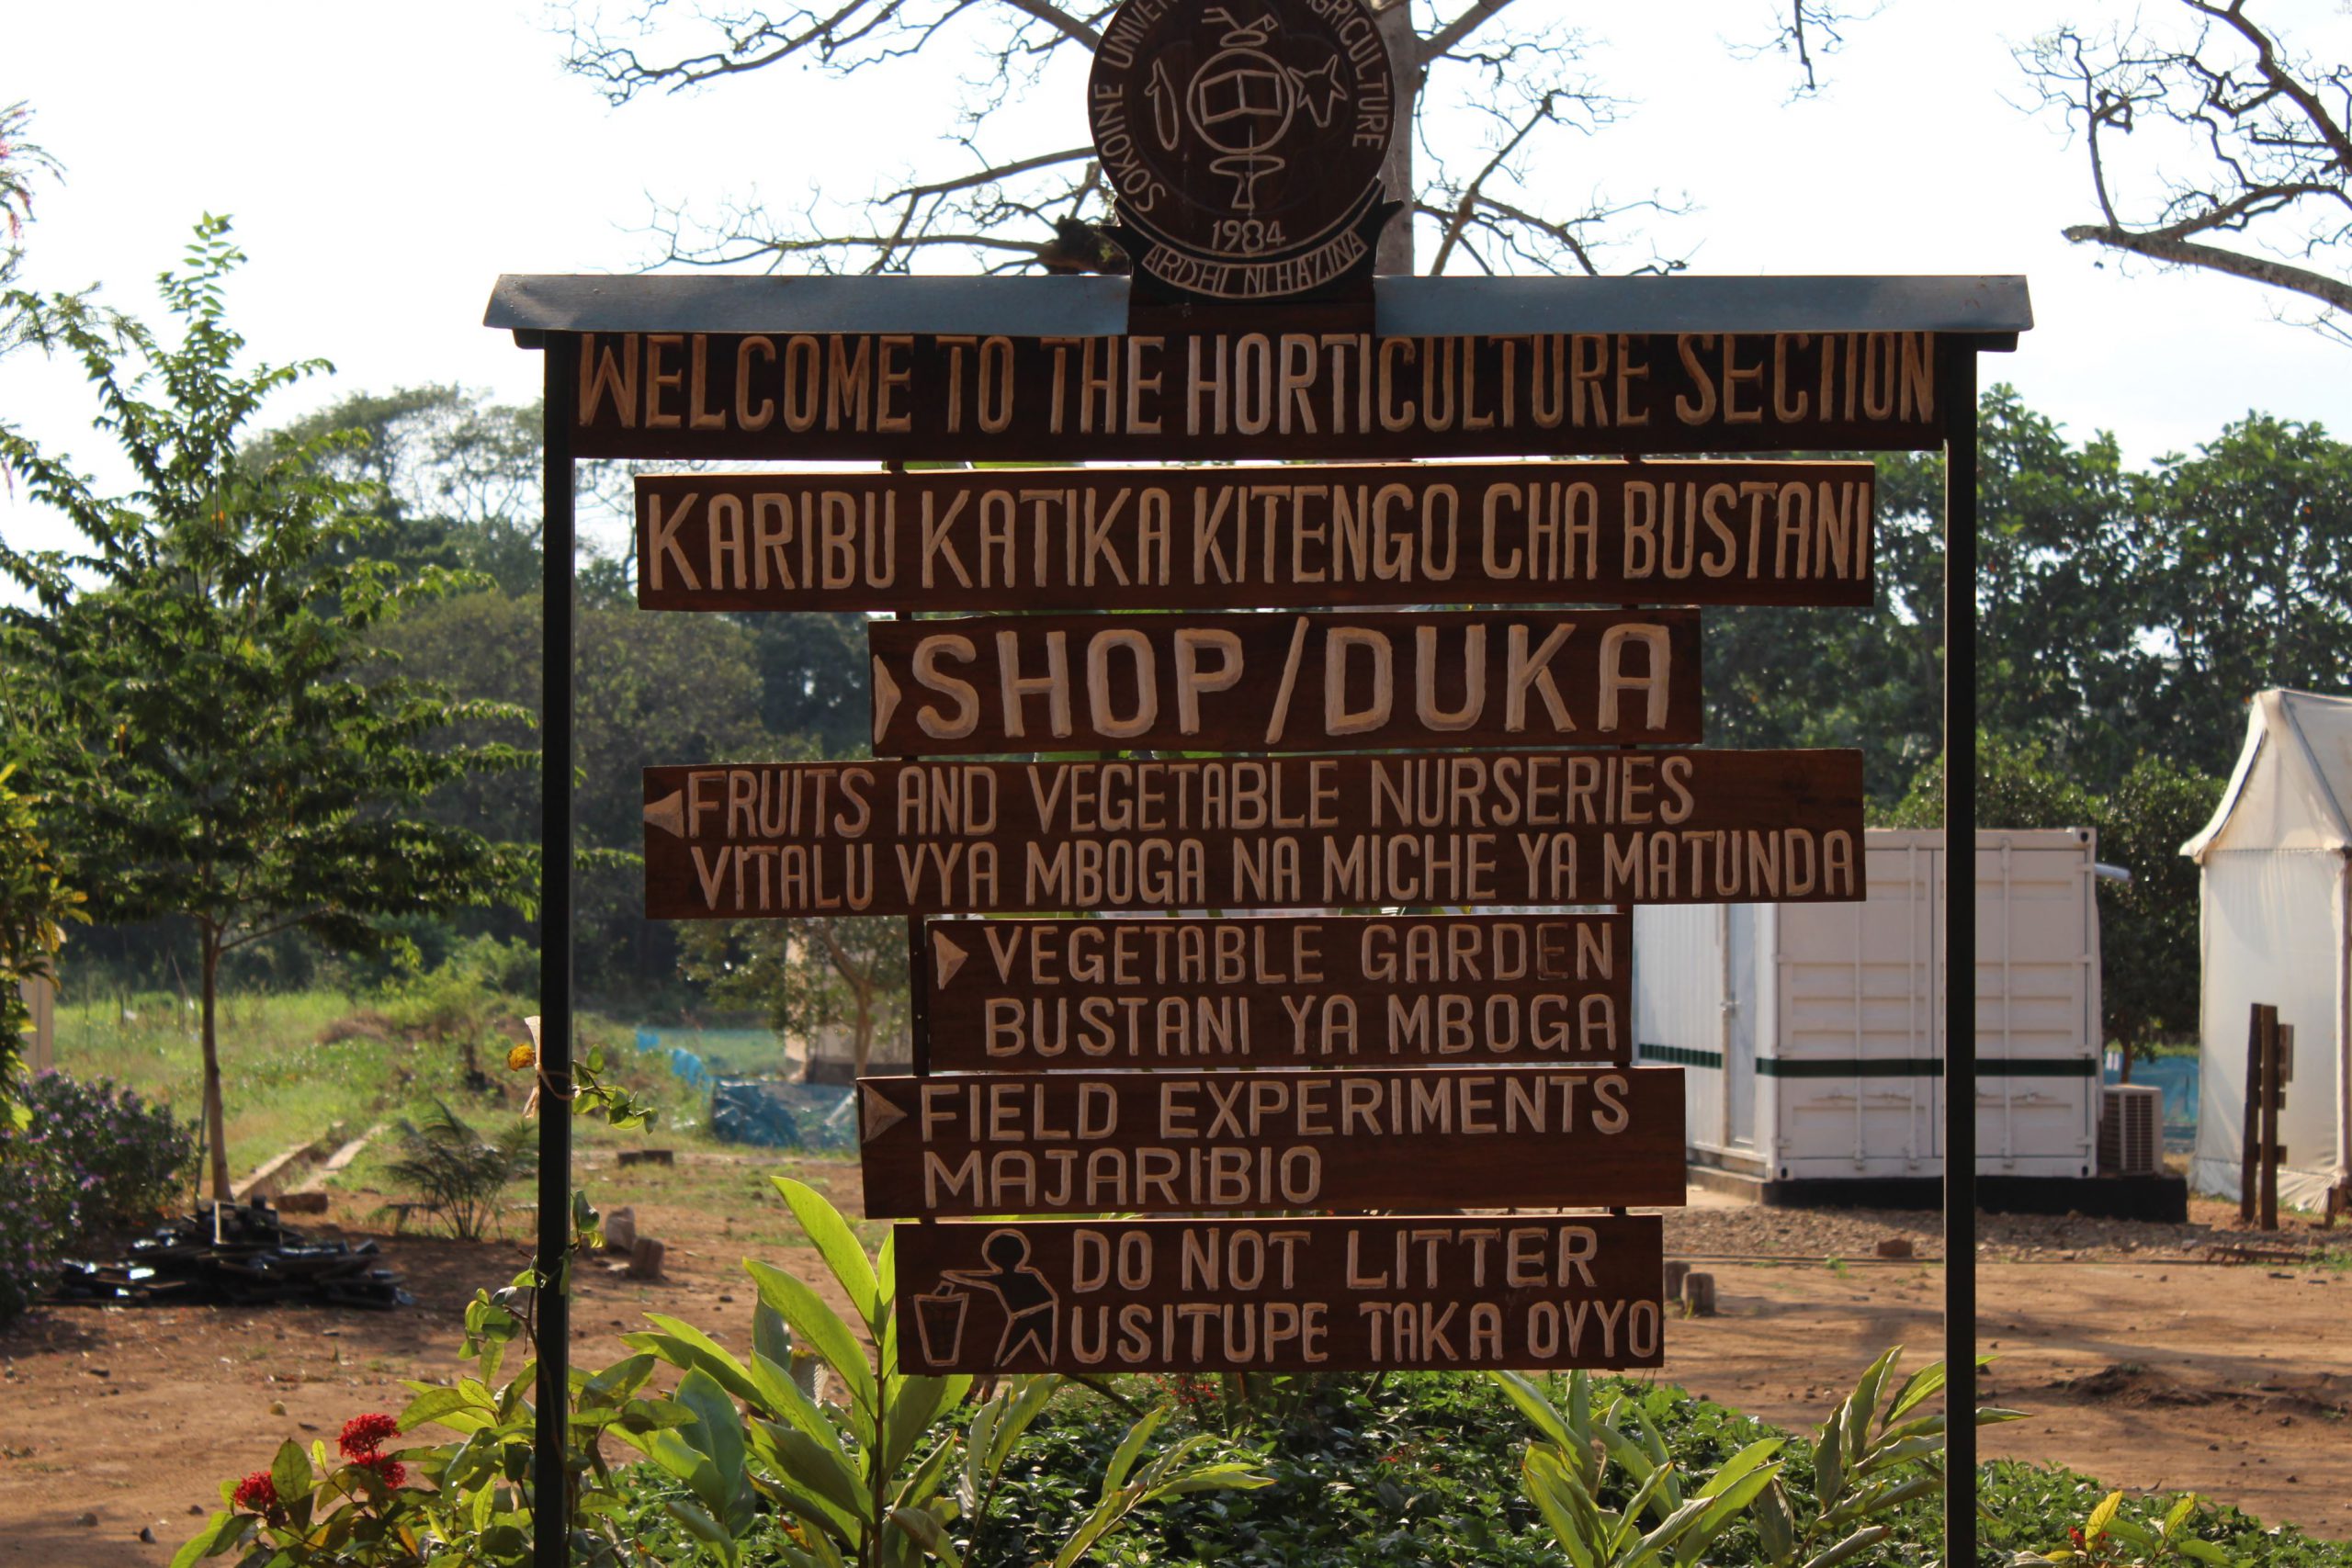 SOKOINE UNIVER AGRICULTURE
1984
ARDHI NI HAZINA
WELCOME TO THE HORTICULTURE SECTION
KARIBU KATIKA KITENGO CHA BUSTANI
SHOP/DUKA
FRUITS AND VEGETABLE NURSERIES
VITALU VYA MBOGA NA MICHE YA MATUNDA
VEGETABLE GARDEN
BUSTANI YA MBOGA
FIELD EXPERIMENTS
MAJARIBIO
DO NOT LITTER
USITUPE TAKA OVYO